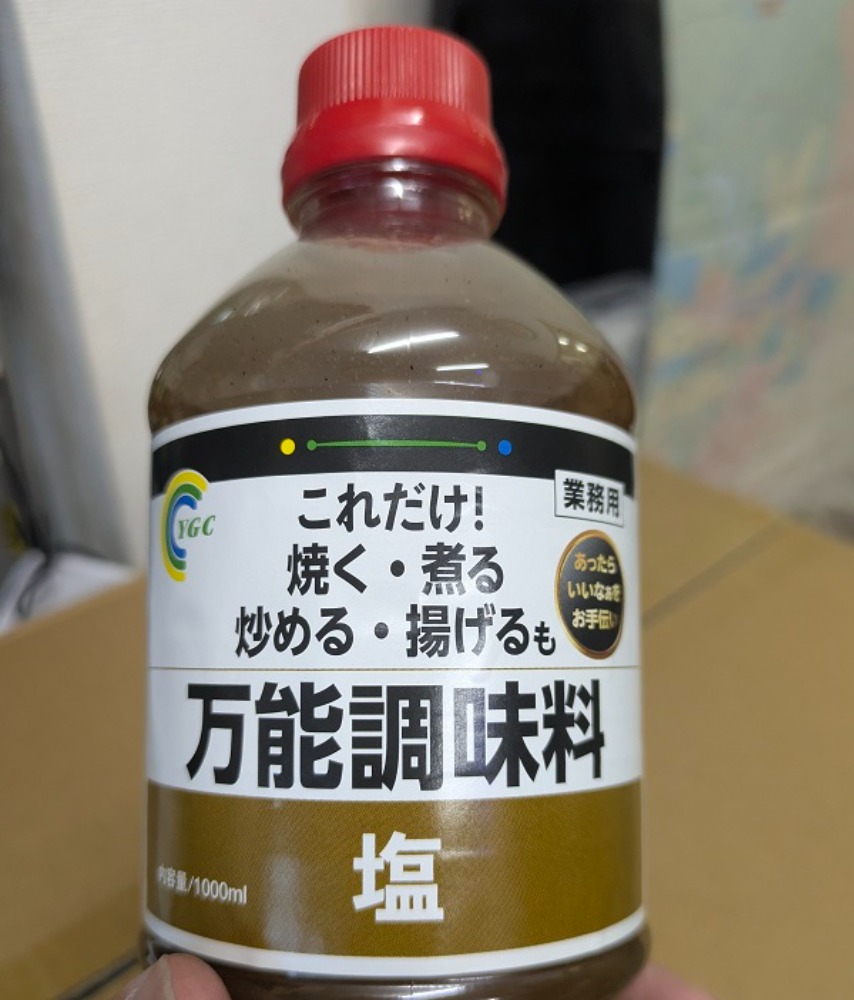 これだけ!
焼く・煮る
炒める・揚げるも
業務用
YGC
あったら
いいなぁを
お手伝い
万能調味料
塩
内容量/1000ml